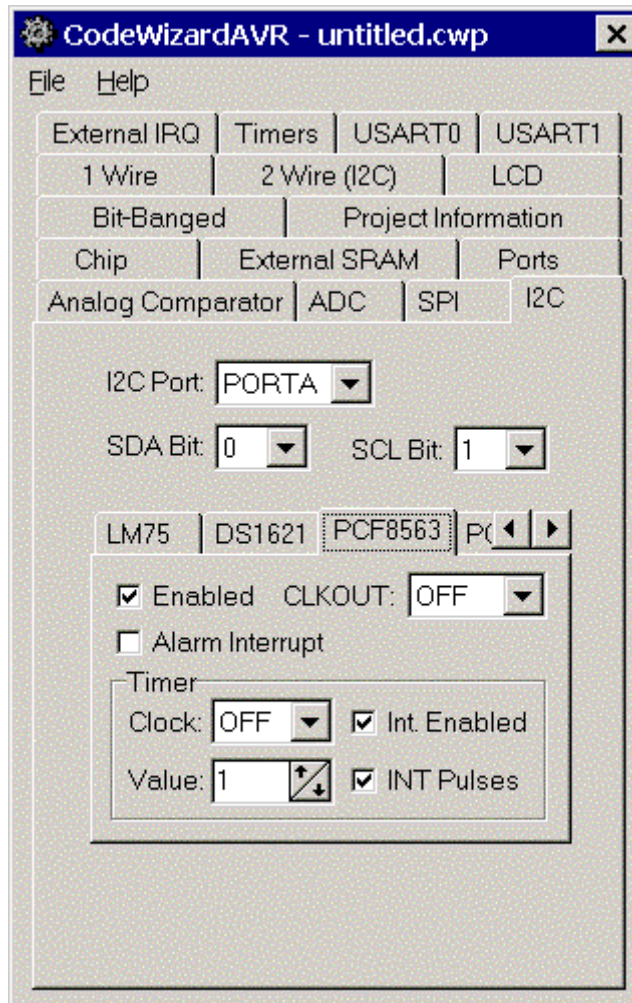 CodeWizardAVR - untitled.cwp
File Help
External IRQ Timers USART0 USART1
1 Wire 2 Wire (I2C) LCD
Bit-Banged Project Information
Chip External SRAM Ports
Analog Comparator ADC SPI I2C
I2C Port: PORTA
SDA Bit: 0 SCL Bit: 1
LM75 DS1621 PCF8563
Enabled CLKOUT: OFF
Alarm Interrupt
Timer
Clock: OFF Int. Enabled
Value: 1 INT Pulses